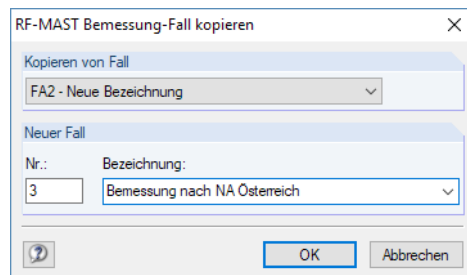 RF-MAST Bemessung-Fall kopieren
Kopieren von Fall
FA2 - Neue Bezeichnung
Neuer Fall
Nr.: Bezeichnung:
3 Bemessung nach NA Österreich
OK Abbrechen